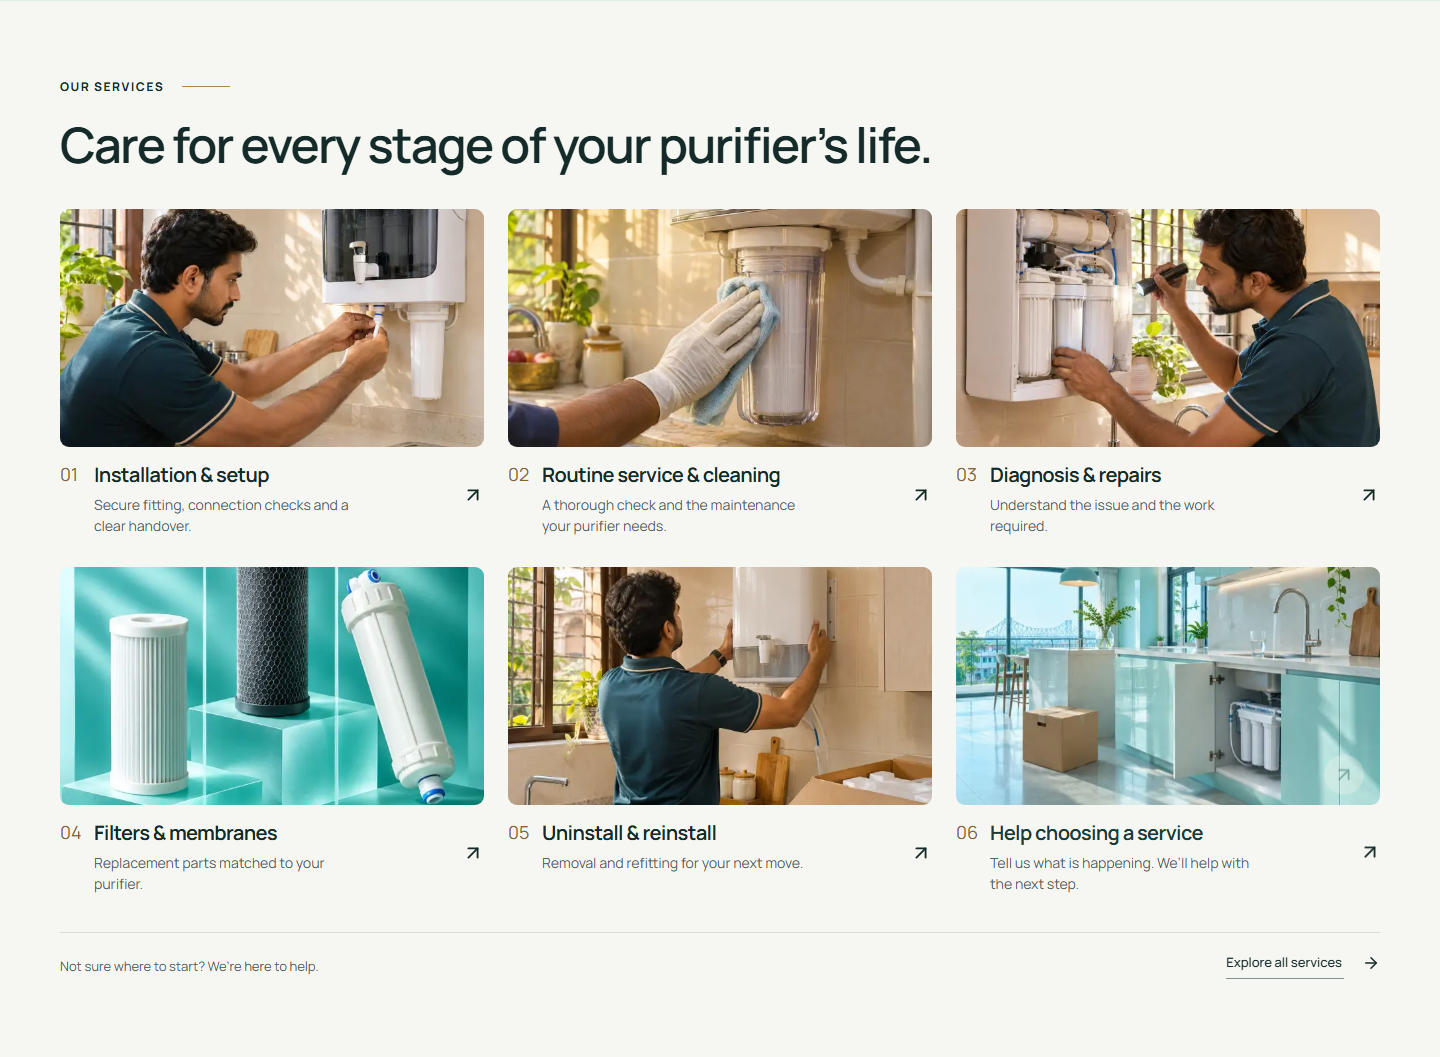 OUR SERVICES
Care for every stage of your purifier’s life.
01 Installation & setup
Secure fitting, connection checks and a
clear handover.
02 Routine service & cleaning
A thorough check and the maintenance
your purifier needs.
03 Diagnosis & repairs
Understand the issue and the work
required.
04 Filters & membranes
Replacement parts matched to your
purifier.
05 Uninstall & reinstall
Removal and refitting for your next move.
06 Help choosing a service
Tell us what is happening. We’ll help with
the next step.
Not sure where to start? We’re here to help.
Explore all services